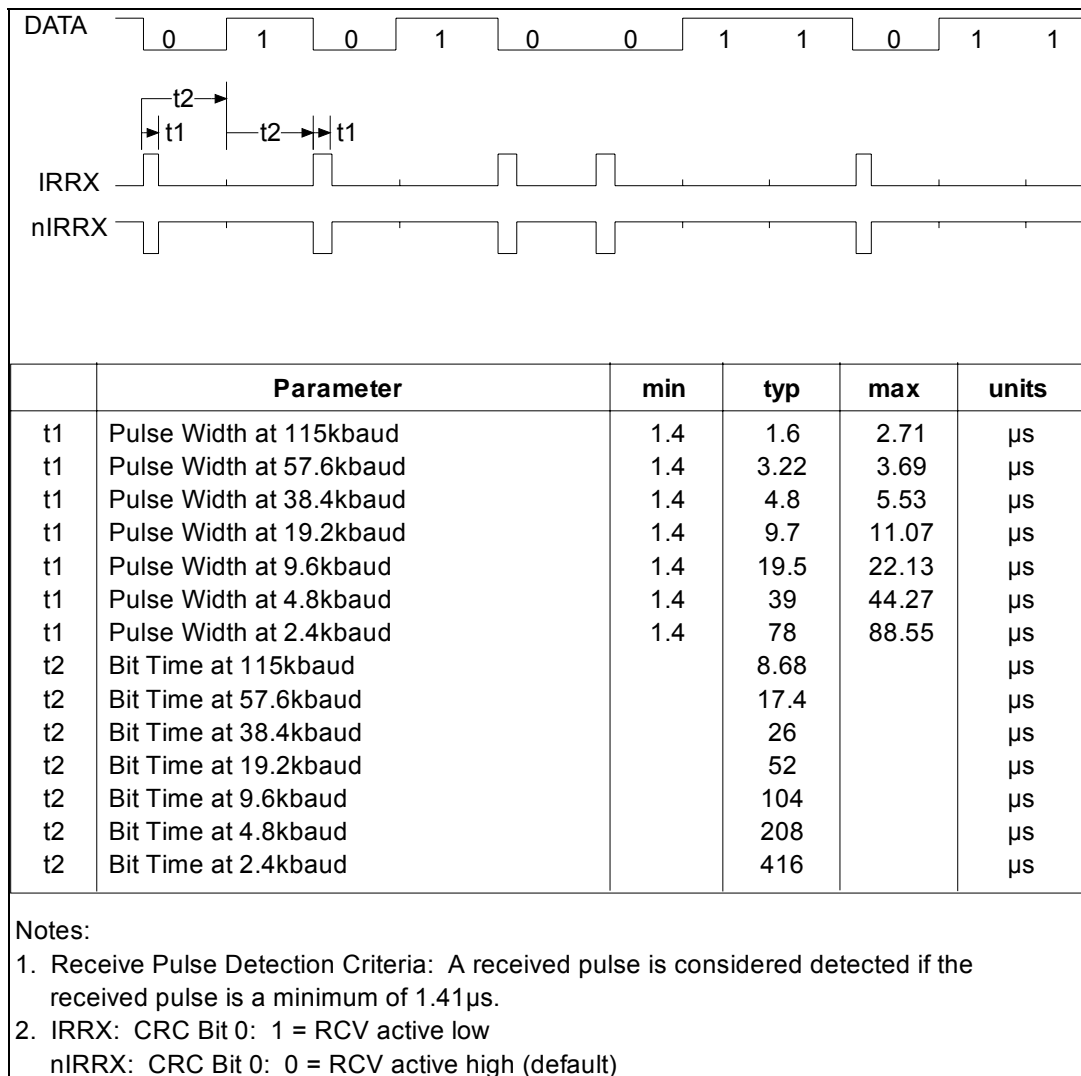 DATA 0 1 0 1 0 0 1 1 0 1 1
t2
t1 t2 t1
IRRX
nIRRX
Parameter min typ max units
t1 Pulse Width at 115kbaud 1.4 1.6 2.71 µs
t1 Pulse Width at 57.6kbaud 1.4 3.22 3.69 µs
t1 Pulse Width at 38.4kbaud 1.4 4.8 5.53 µs
t1 Pulse Width at 19.2kbaud 1.4 9.7 11.07 µs
t1 Pulse Width at 9.6kbaud 1.4 19.5 22.13 µs
t1 Pulse Width at 4.8kbaud 1.4 39 44.27 µs
t1 Pulse Width at 2.4kbaud 1.4 78 88.55 µs
t2 Bit Time at 115kbaud 8.68 µs
t2 Bit Time at 57.6kbaud 17.4 µs
t2 Bit Time at 38.4kbaud 26 µs
t2 Bit Time at 19.2kbaud 52 µs
t2 Bit Time at 9.6kbaud 104 µs
t2 Bit Time at 4.8kbaud 208 µs
t2 Bit Time at 2.4kbaud 416 µs
Notes:
1. Receive Pulse Detection Criteria: A received pulse is considered detected if the
received pulse is a minimum of 1.41µs.
2. IRRX: CRC Bit 0: 1 = RCV active low
nIRRX: CRC Bit 0: 0 = RCV active high (default)